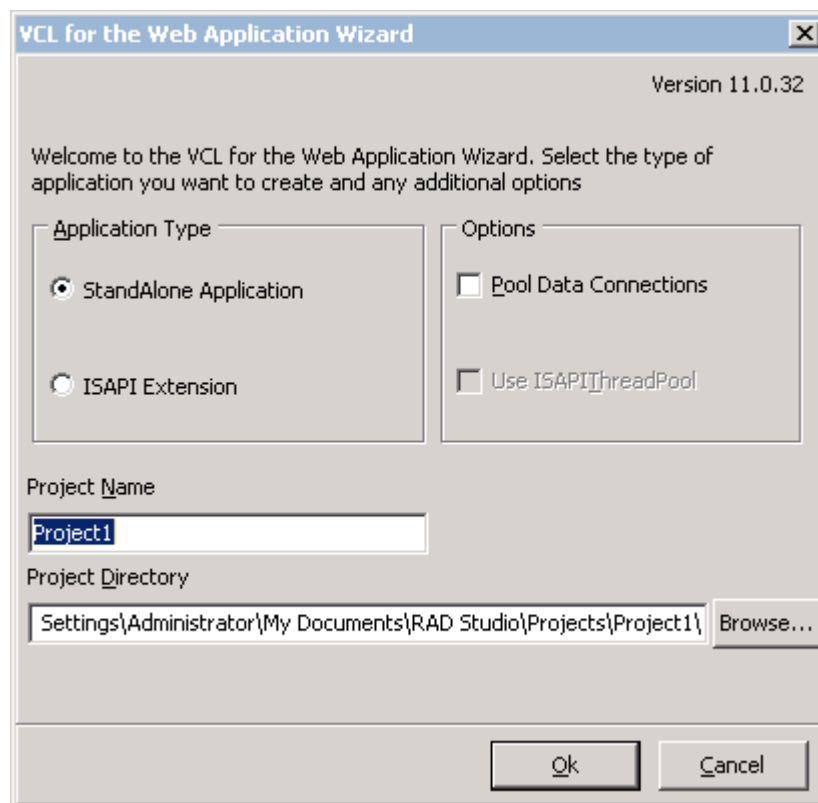 VCL for the Web Application Wizard
Version 11.0.32
Welcome to the VCL for the Web Application Wizard. Select the type of
application you want to create and any additional options
Application Type
StandAlone Application
ISAPI Extension
Options
Pool Data Connections
Use ISAPIThreadPool
Project Name
Project1
Project Directory
Settings\Administrator\My Documents\RAD Studio\Projects\Project1\
Browse...
Ok
Cancel